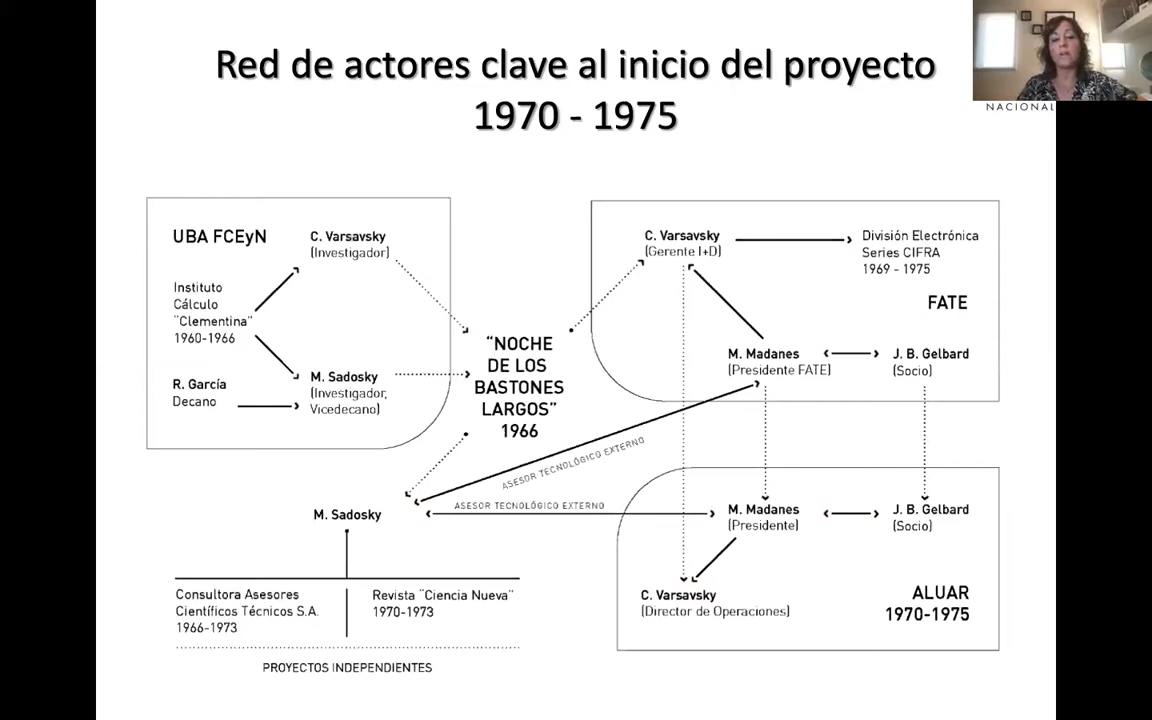 Red de actores clave al inicio del proyecto
1970 - 1975
NACIONAL
UBA FCEyN
C. Varsavsky
(Investigador)
Instituto
Cálculo
"Clementina"
1960-1966
R. García
Decano
M. Sadosky
(Investigador,
Vicedecano)
"NOCHE
DE LOS
BASTONES
LARGOS"
1966
C. Varsavsky
(Gerente I+D)
División Electrónica
Series CIFRA
1969 - 1975
FATE
M. Madanes
(Presidente FATE)
J. B. Gelbard
(Socio)
ASESOR TECNOLÓGICO EXTERNO
ASESOR TECNOLÓGICO EXTERNO
M. Sadosky
M. Madanes
(Presidente)
J. B. Gelbard
(Socio)
C. Varsavsky
(Director de Operaciones)
ALUAR
1970-1975
Consultora Asesores
Científicos Técnicos S.A.
1966-1973
Revista "Ciencia Nueva"
1970-1973
PROYECTOS INDEPENDIENTES